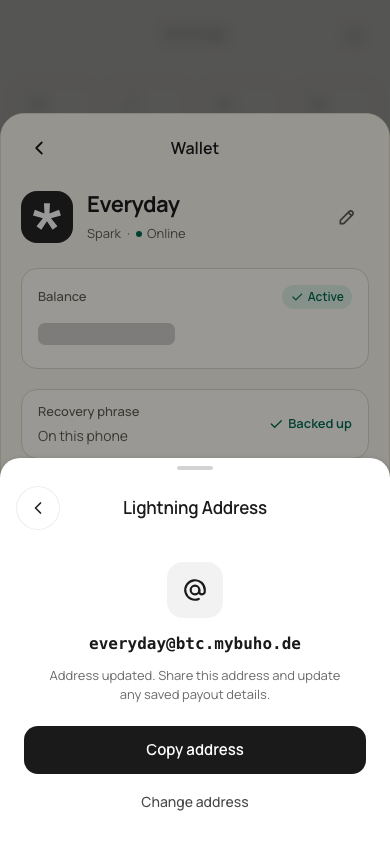 Wallet
Everyday
Spark · Online
Balance
Active
Recovery phrase
On this phone
Backed up
Lightning Address
everyday@btc.mybuho.de
Address updated. Share this address and update
any saved payout details.
Copy address
Change address